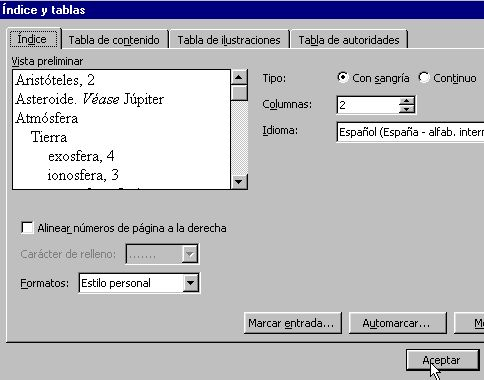 Índice y tablas
Índice
Tabla de contenido
Tabla de ilustraciones
Tabla de autoridades
Vista preliminar
Aristóteles, 2
Asteroide. Véase Júpiter
Atmósfera
Tierra
exosfera, 4
ionosfera, 3
Tipo:
Con sangría
Continuo
Columnas:
2
Idioma:
Español (España - alfab.
Alinear números de página a la derecha
Carácter de relleno:
.......
Formatos:
Estilo personal
Marcar entrada...
Automarcar...
Aceptar